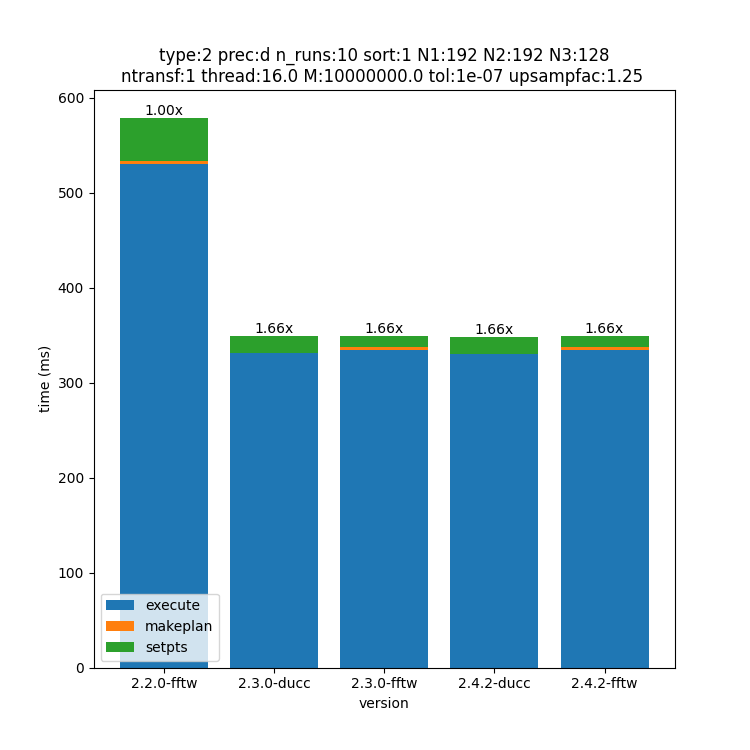 type:2 prec:d n_runs:10 sort:1 N1:192 N2:192 N3:128
ntransf:1 thread:16.0 M:10000000.0 tol:1e-07 upsampfac:1.25
600
500
400
300
200
100
0
time (ms)
1.00x
1.66x
1.66x
1.66x
1.66x
execute
makeplan
setpts
2.2.0-fftw
2.3.0-ducc
2.3.0-fftw
2.4.2-ducc
2.4.2-fftw
version